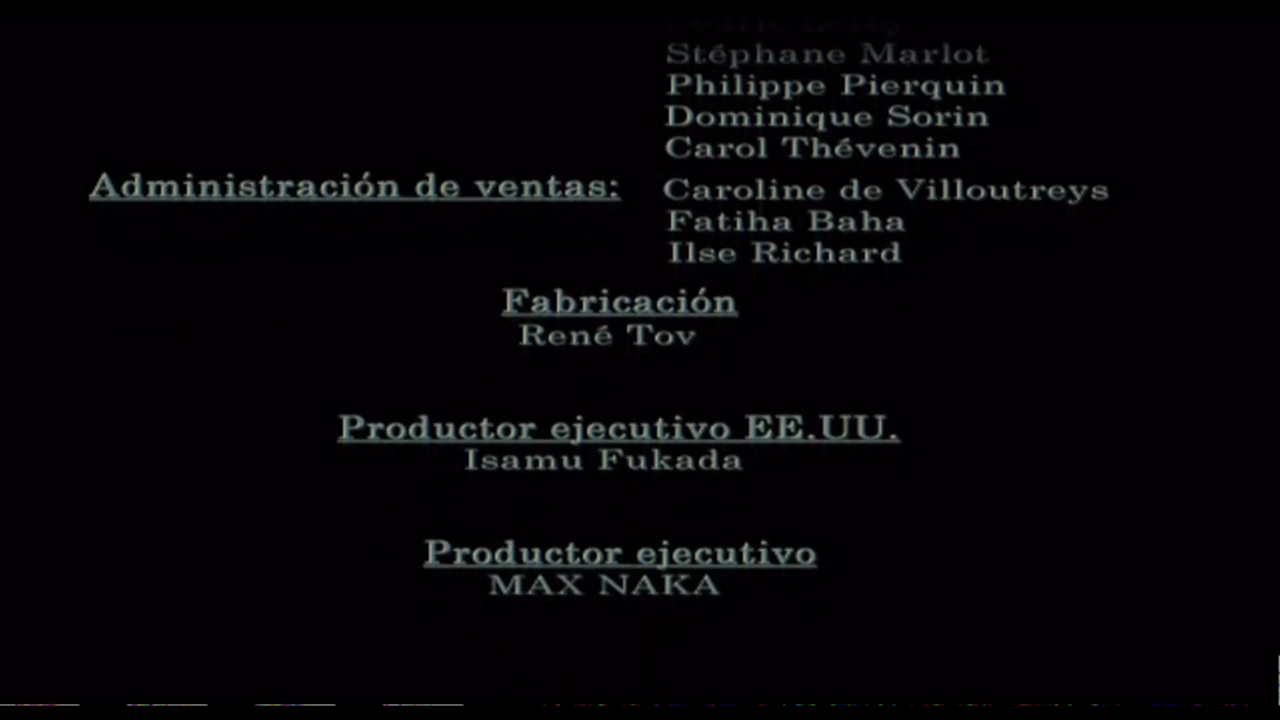 Stéphane Marlot
Philippe Pierquin
Dominique Sorin
Carol Thévenin
Administración de ventas: Caroline de Villoutreys
Fatiha Baha
Ilse Richard
Fabricación
René Tov
Productor ejecutivo EE.UU.
Isamu Fukada
Productor ejecutivo
MAX NAKA